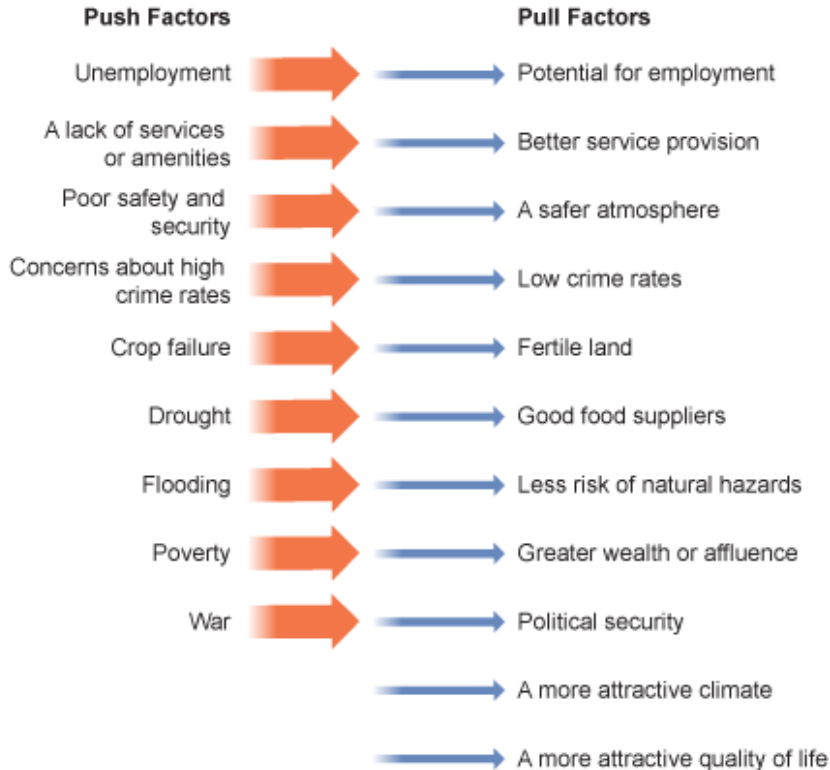 Push Factors Pull Factors
Unemployment Potential for employment
A lack of services
or amenities
Better service provision
Poor safety and
security
A safer atmosphere
Concerns about high
crime rates
Low crime rates
Crop failure Fertile land
Drought Good food suppliers
Flooding Less risk of natural hazards
Poverty Greater wealth or affluence
War Political security
A more attractive climate
A more attractive quality of life